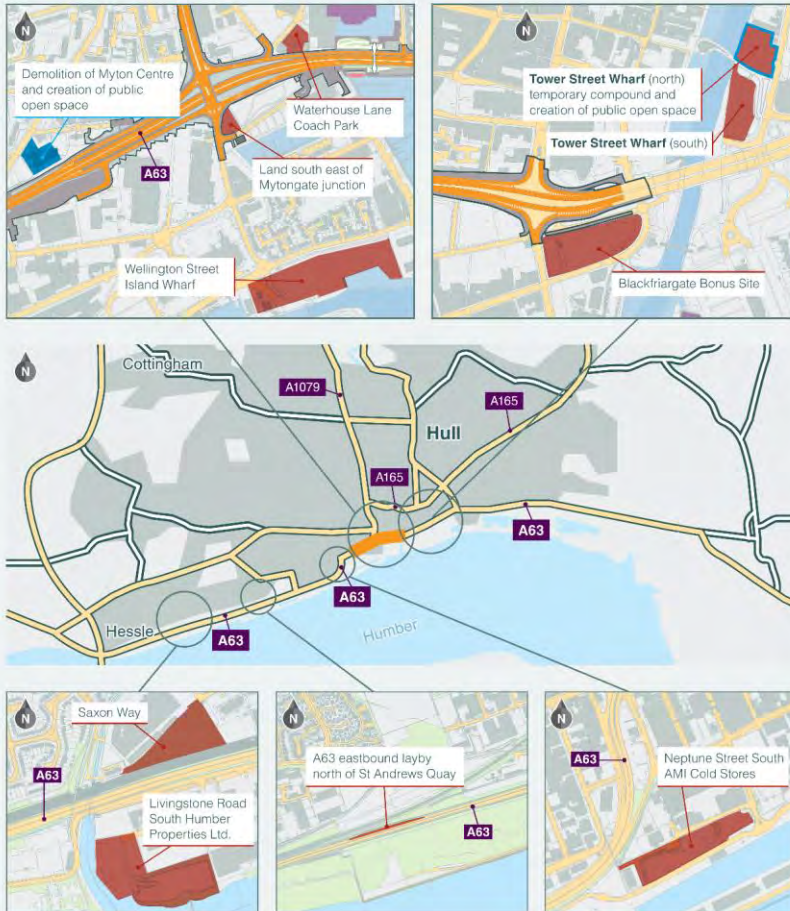 N
Demolition of Myton Centre
and creation of public
open space
A63
Waterhouse Lane
Coach Park
Land south east of
Mytongate junction
Wellington Street
Island Wharf
N
Tower Street Wharf (north)
temporary compound and
creation of public open space
Tower Street Wharf (south)
Blackfriargate Bonus Site
N
Cottingham
A1079
A165
Hull
A165
A63
A63
Hessle
A63
Humber
N
Saxon Way
A63
Livingstone Road
South Humber
Properties Ltd.
N
A63 eastbound layby
north of St Andrews Quay
A63
N
A63
Neptune Street South
AMI Cold Stores